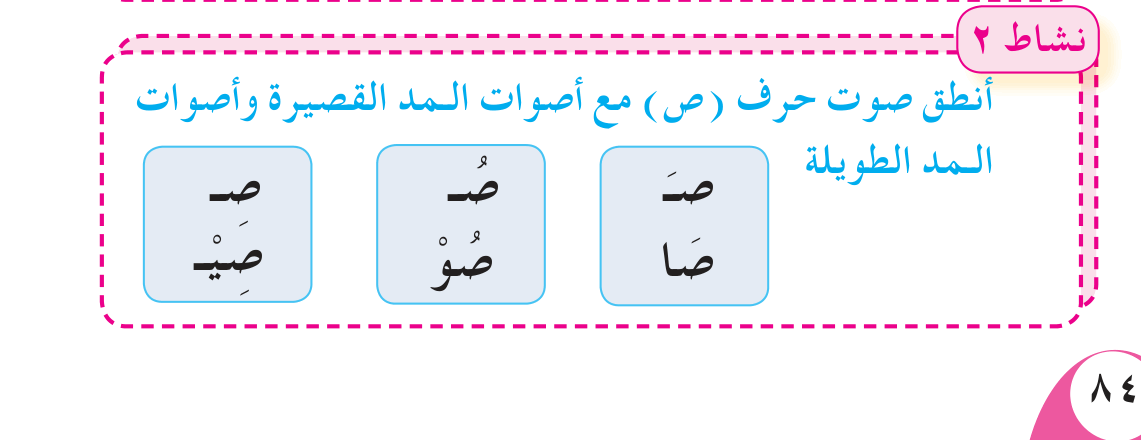 نشاط ٢
أنطق صوت حرف (ص) مع أصوات المد القصيرة وأصوات
المد الطويلة
صَـ
صَا
صُـ
صُوْ
صِـ
صِيْـ
٨٤